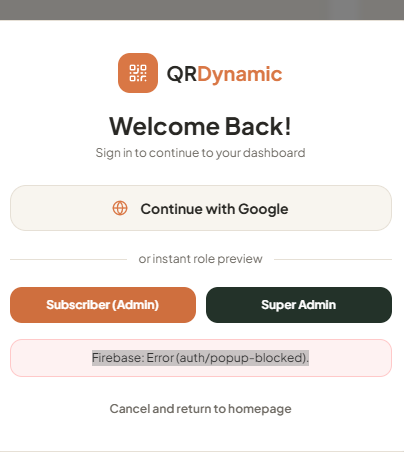 QRDynamic
Welcome Back!
Sign in to continue to your dashboard
Continue with Google
or instant role preview
Subscriber (Admin)
Super Admin
Firebase: Error (auth/popup-blocked).
Cancel and return to homepage